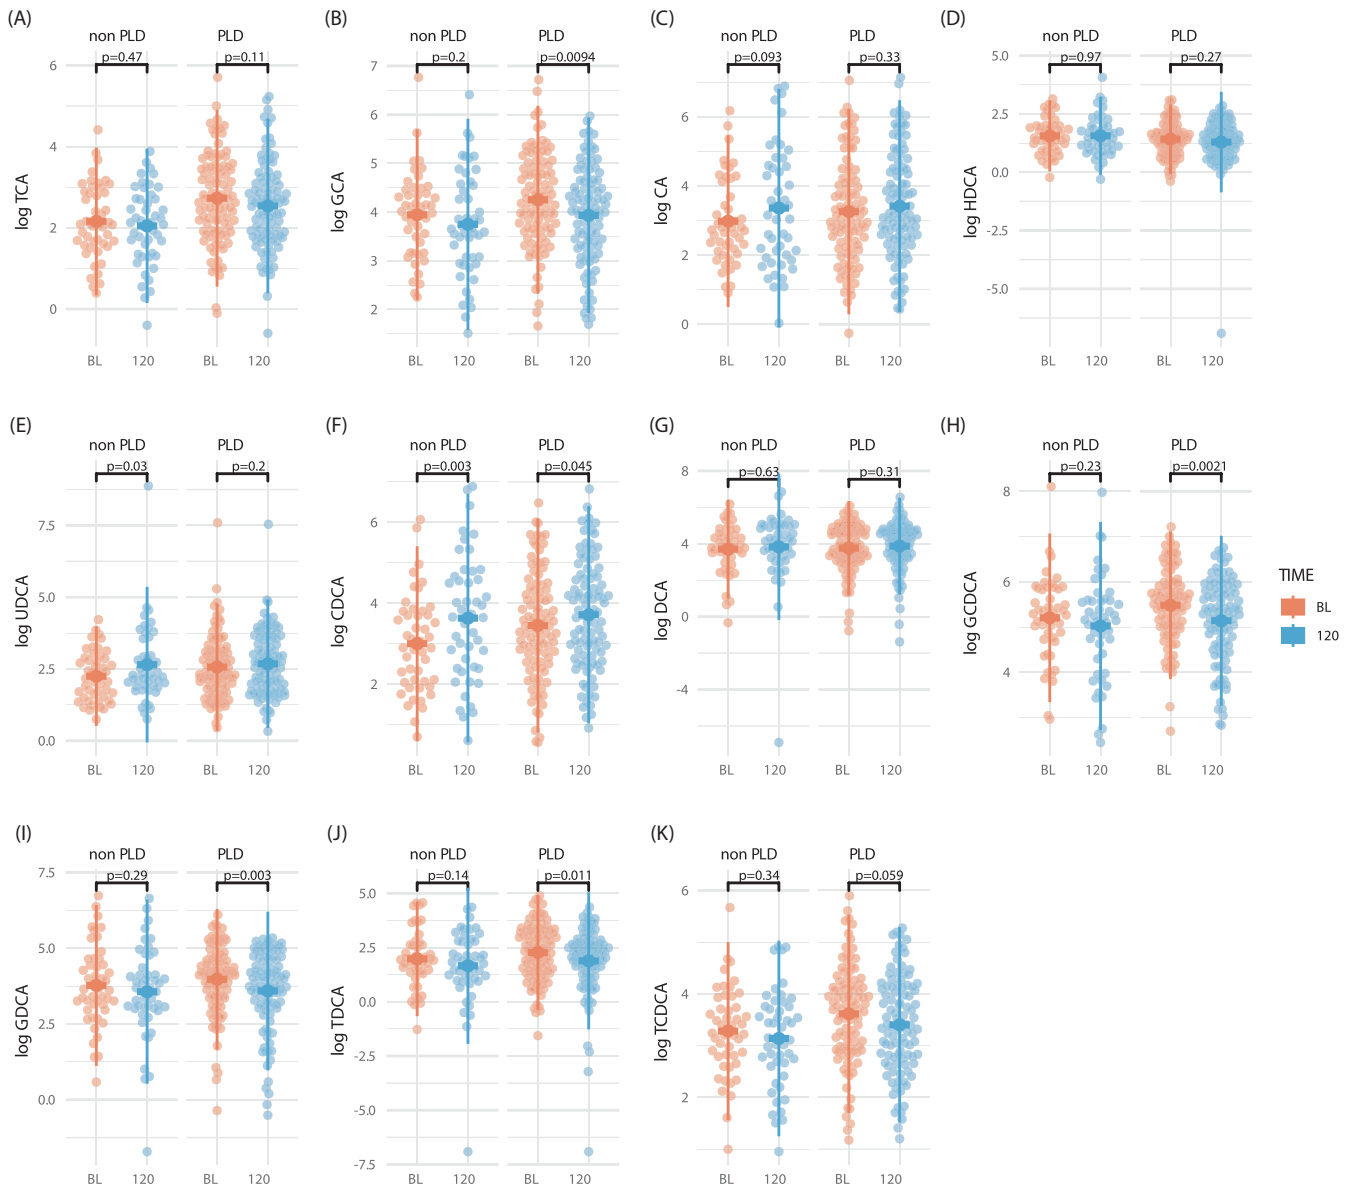 (A) (B) (C) (D)
non PLD PLD non PLD PLD non PLD PLD non PLD PLD
p=0.47 p=0.11 p=0.2 p=0.0094 p=0.093 p=0.33 p=0.97 p=0.27
log TCA
6
4
2
0
BL 120 BL 120
log GCA
7
6
5
4
3
2
BL 120 BL 120
log CA
6
4
2
0
BL 120 BL 120
log HDCA
5.0
2.5
0.0
-2.5
-5.0
BL 120 BL 120
(E) (F) (G) (H)
non PLD PLD non PLD PLD non PLD PLD non PLD PLD
p=0.03 p=0.2 p=0.003 p=0.045 p=0.63 p=0.31 p=0.23 p=0.0021
log UDCA
7.5
5.0
2.5
0.0
BL 120 BL 120
log CDCA
6
4
2
BL 120 BL 120
log DCA
8
4
0
-4
BL 120 BL 120
log GCDCA
8
6
4
BL 120 BL 120
TIME
BL
120
(I) (J) (K)
non PLD PLD non PLD PLD non PLD PLD
p=0.29 p=0.003 p=0.14 p=0.011 p=0.34 p=0.059
log GDCA
7.5
5.0
2.5
0.0
BL 120 BL 120
log TDCA
5.0
2.5
0.0
-2.5
-5.0
-7.5
BL 120 BL 120
log TCDCA
6
4
2
BL 120 BL 120